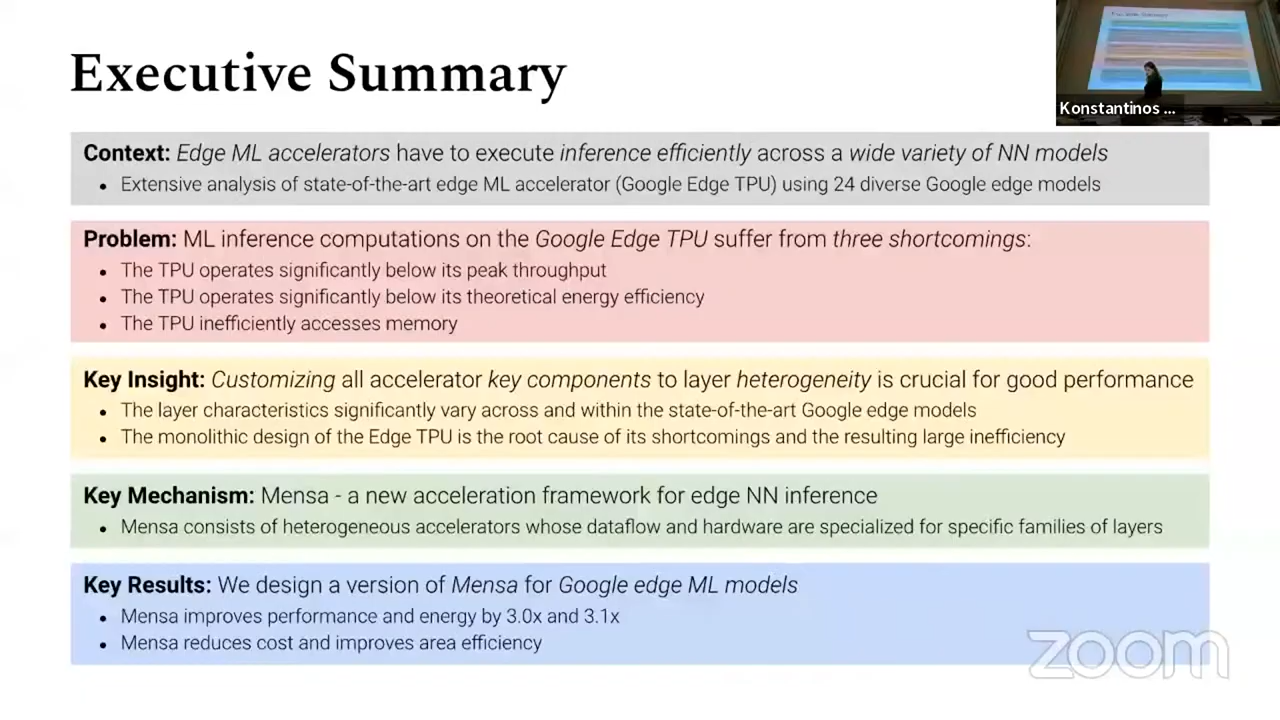 Executive Summary
Konstantinos ...
Context: Edge ML accelerators have to execute inference efficiently across a wide variety of NN models
• Extensive analysis of state-of-the-art edge ML accelerator (Google Edge TPU) using 24 diverse Google edge models
Problem: ML inference computations on the Google Edge TPU suffer from three shortcomings:
• The TPU operates significantly below its peak throughput
• The TPU operates significantly below its theoretical energy efficiency
• The TPU inefficiently accesses memory
Key Insight: Customizing all accelerator key components to layer heterogeneity is crucial for good performance
• The layer characteristics significantly vary across and within the state-of-the-art Google edge models
• The monolithic design of the Edge TPU is the root cause of its shortcomings and the resulting large inefficiency
Key Mechanism: Mensa - a new acceleration framework for edge NN inference
• Mensa consists of heterogeneous accelerators whose dataflow and hardware are specialized for specific families of layers
Key Results: We design a version of Mensa for Google edge ML models
• Mensa improves performance and energy by 3.0x and 3.1x
• Mensa reduces cost and improves area efficiency
zoom